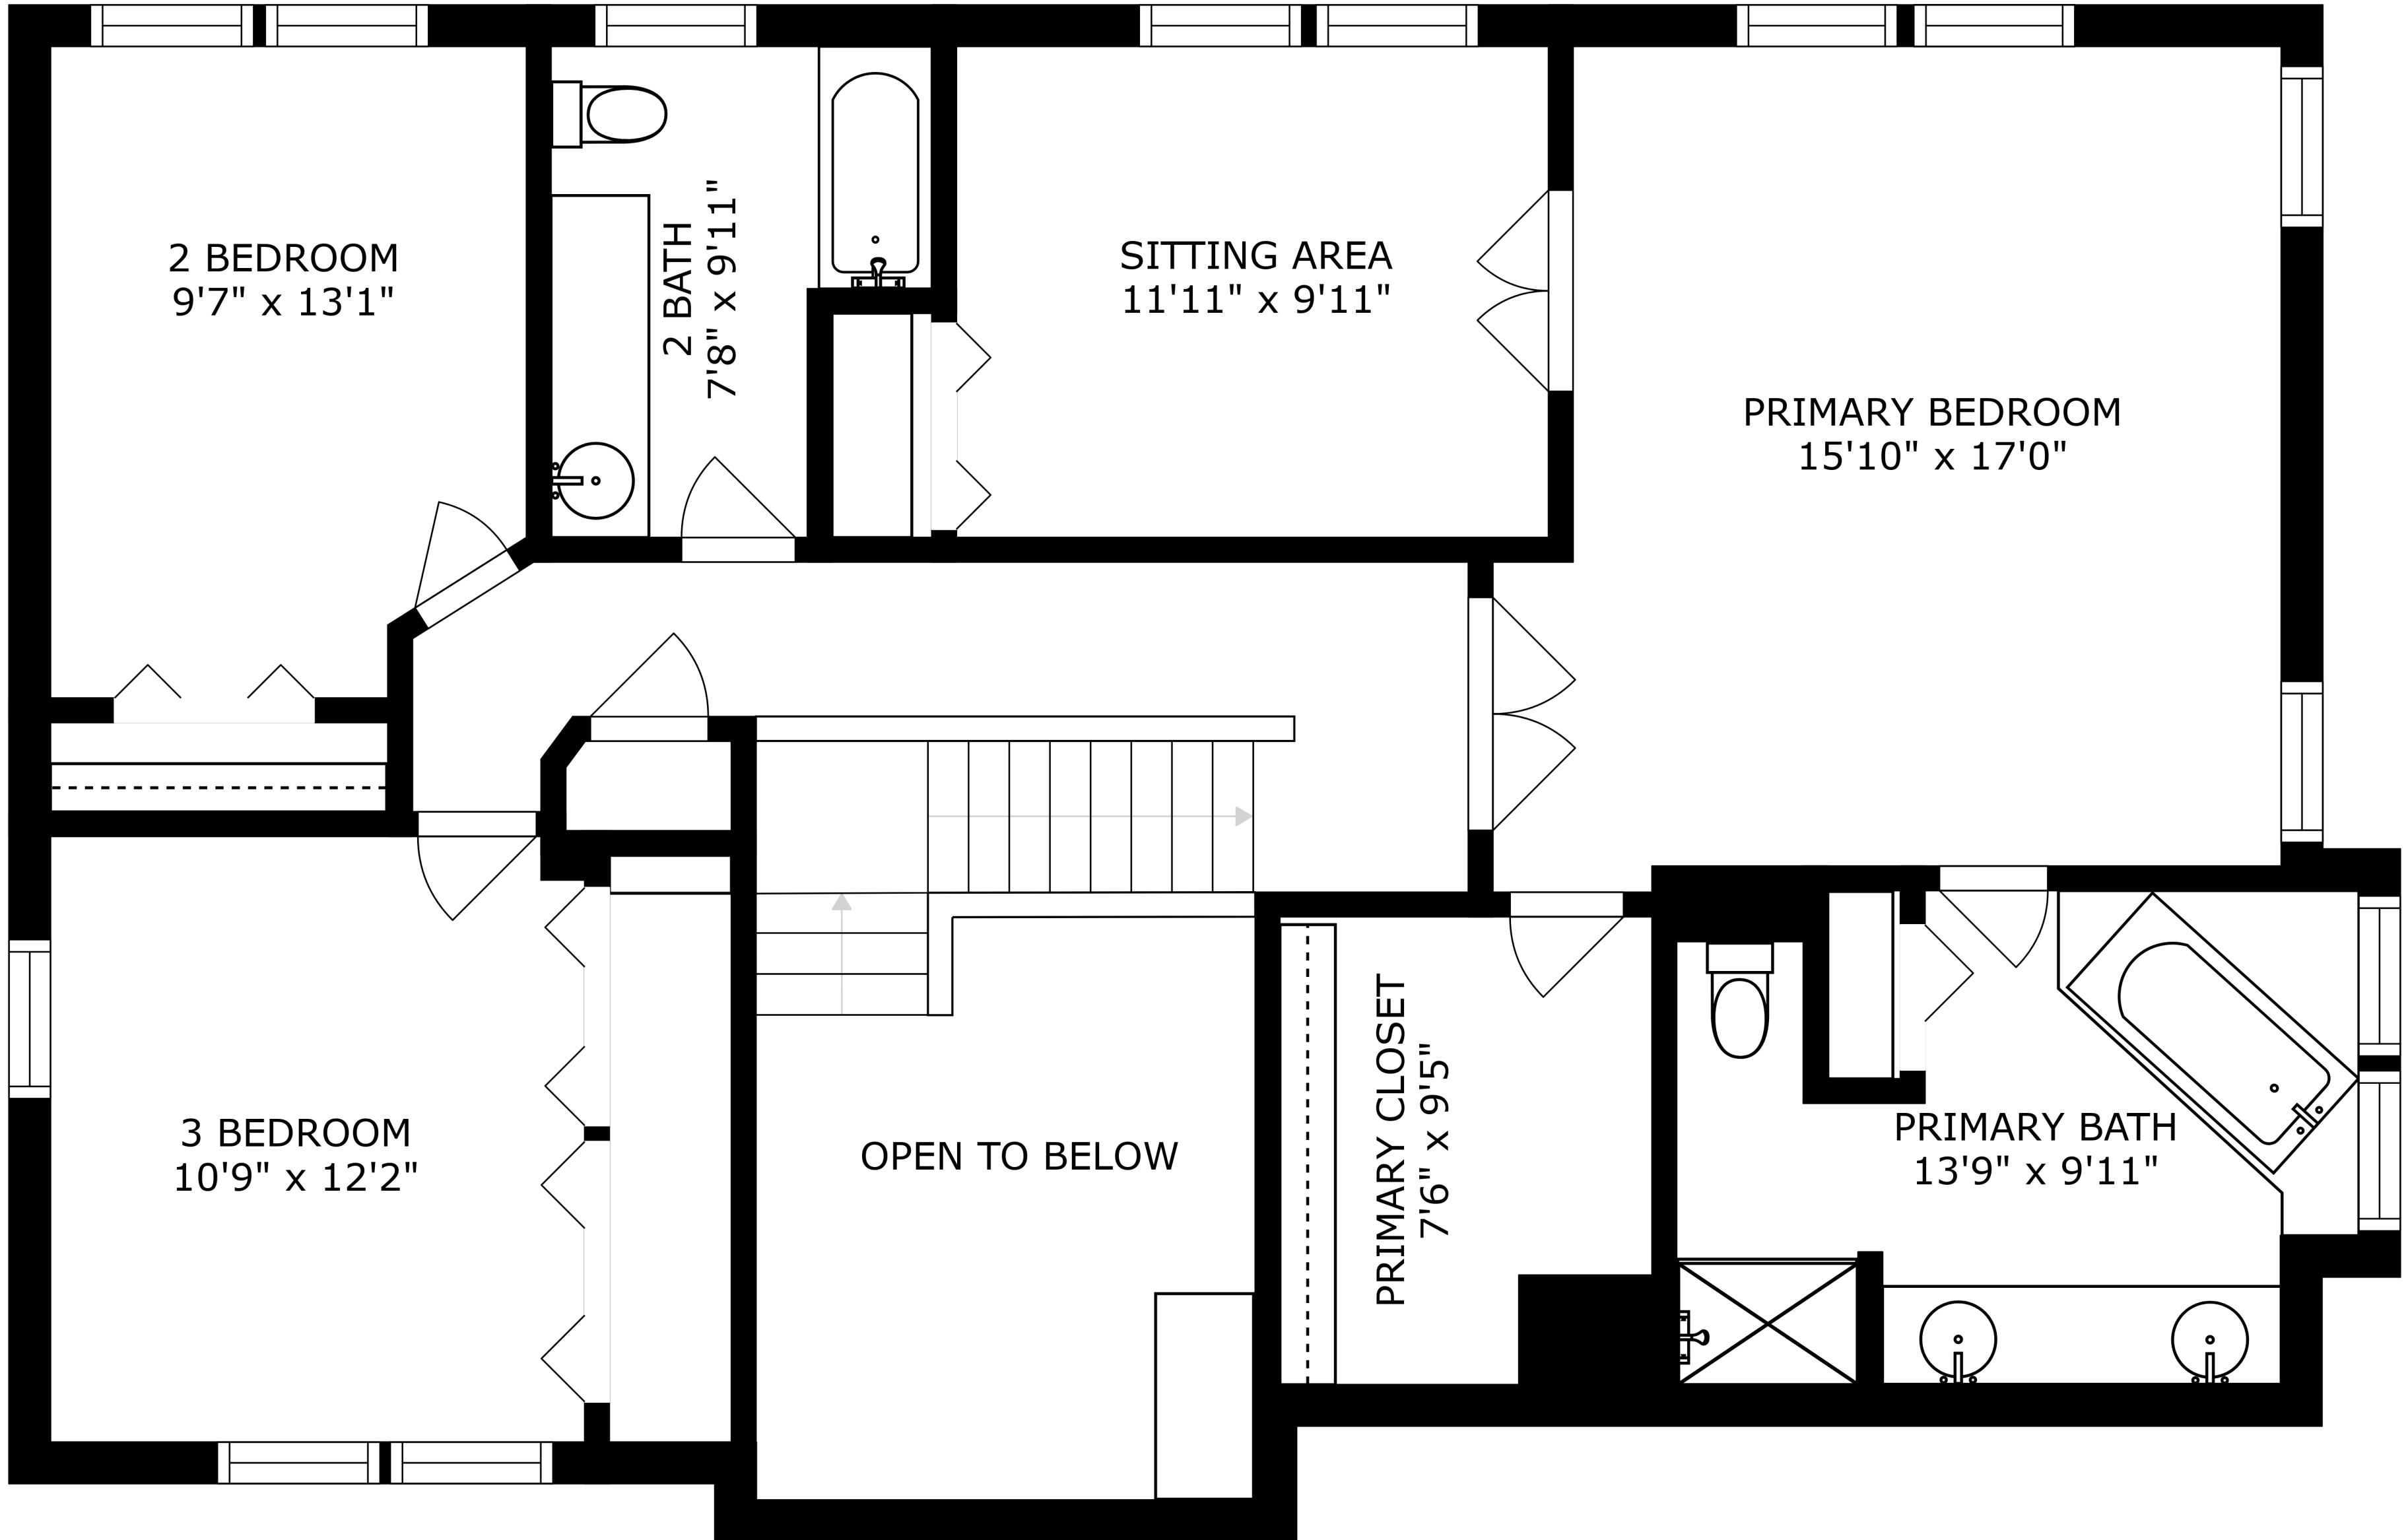 2 BEDROOM
9'7" x 13'1"
2 BATH
7'8" x 9'11"
SITTING AREA
11'11" x 9'11"
PRIMARY BEDROOM
15'10" x 17'0"
3 BEDROOM
10'9" x 12'2"
OPEN TO BELOW
PRIMARY CLOSET
7'6" x 9'5"
PRIMARY BATH
13'9" x 9'11"